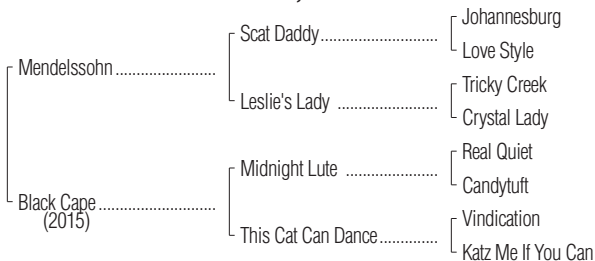 Johannesburg
Scat Daddy
Love Style
Mendelssohn
Tricky Creek
Leslie's Lady
Crystal Lady
Real Quiet
Midnight Lute
Candytuft
Black Cape
(2015)
Vindication
This Cat Can Dance
Katz Me If You Can